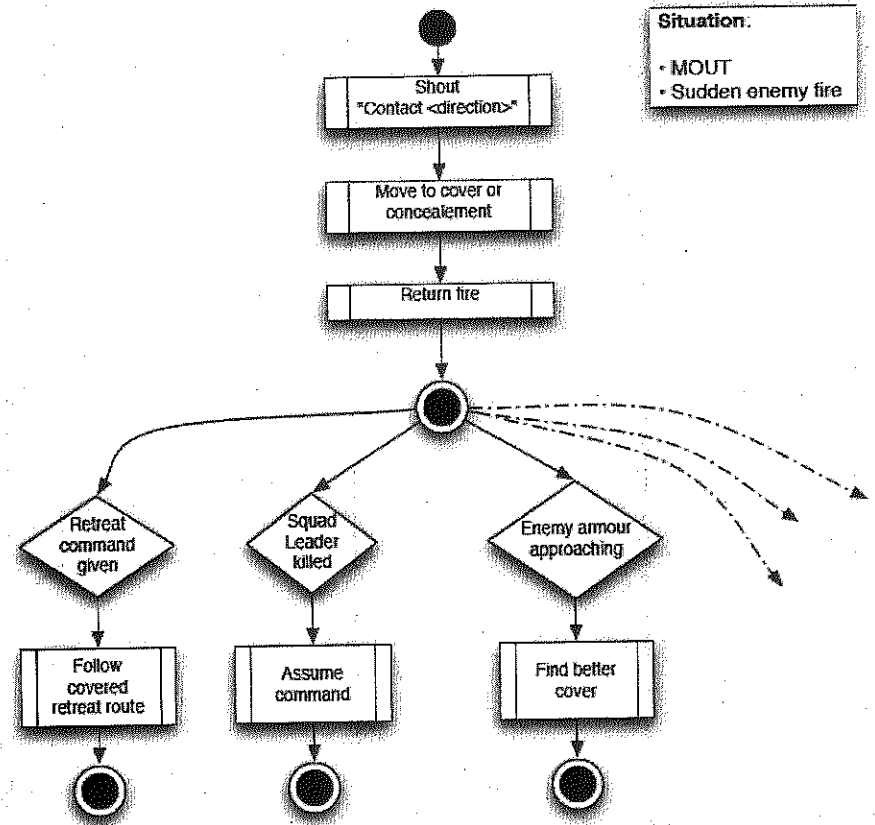 Situation:
• MOUT
• Sudden enemy fire
Shout
"Contact <direction>"
Move to cover or
concealement
Return fire
Retreat
command
given
Squad
Leader
killed
Enemy armour
approaching
Follow
covered
retreat route
Assume
command
Find better
cover